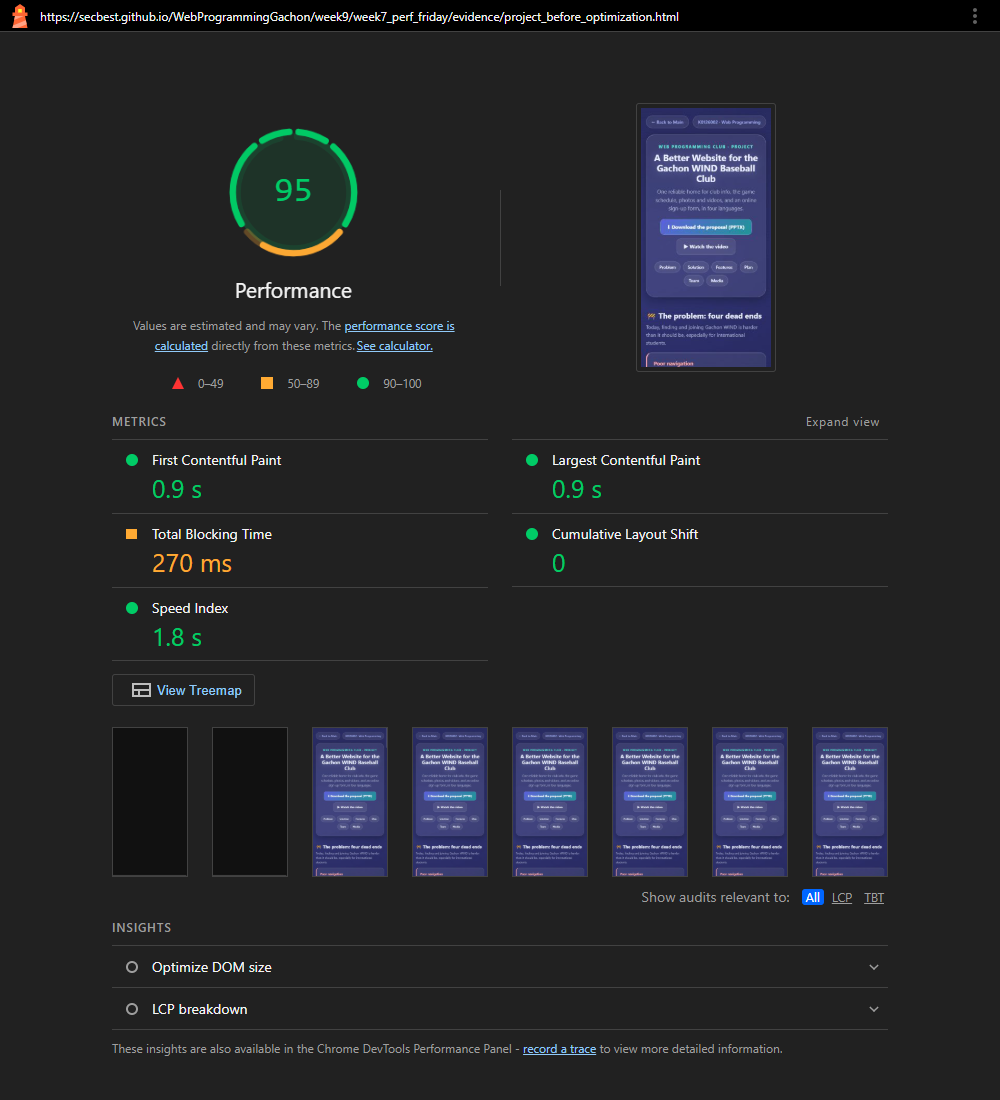 https://secbest.github.io/WebProgrammingGachon/week9/week7_perf_friday/evidence/project_before_optimization.html
95
Performance
Values are estimated and may vary. The performance score is
calculated directly from these metrics. See calculator.
0–49
50–89
90–100
← Back to Main
WEB PROGRAMMING CLUB · PROJECT
A Better Website for the
Gachon WIND Baseball
Club
One reliable home for club info, the game
schedule, photos and videos, and an online
sign-up form, in four languages.
⬇ Download the proposal (PPTX)
▶ Watch the video
Problem
Solution
Features
Plan
Team
Media
🚧 The problem: four dead ends
Today, finding and joining Gachon WIND is harder
than it should be, especially for international
students.
Poor navigation
METRICS
Expand view
First Contentful Paint
0.9 s
Largest Contentful Paint
0.9 s
Total Blocking Time
270 ms
Cumulative Layout Shift
0
Speed Index
1.8 s
View Treemap
Show audits relevant to: All LCP TBT
INSIGHTS
Optimize DOM size
LCP breakdown
These insights are also available in the Chrome DevTools Performance Panel - record a trace to view more detailed information.